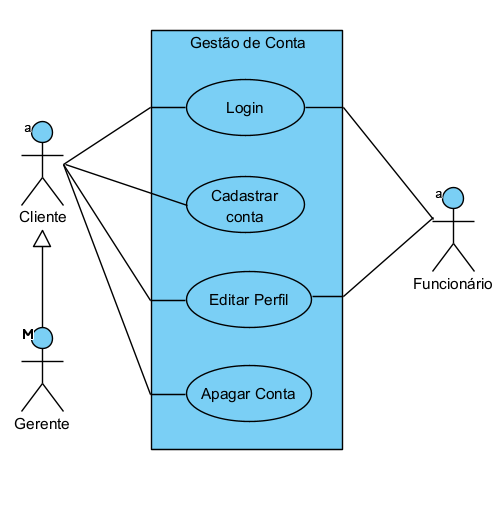 Gestão de Conta
Login
a
Cliente
Cadastrar
conta
a
Funcionário
Editar Perfil
M
Gerente
Apagar Conta